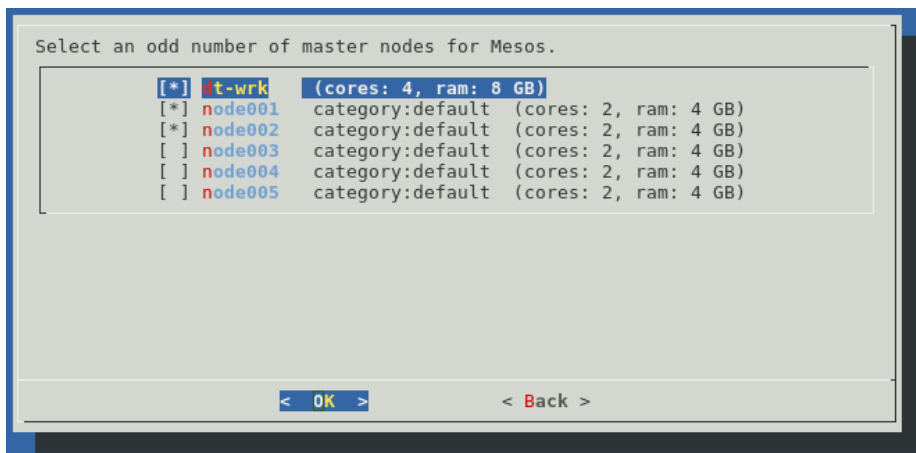 Select an odd number of master nodes for Mesos.
[*] dt-wrk (cores: 4, ram: 8 GB)
[*] node001 category:default (cores: 2, ram: 4 GB)
[*] node002 category:default (cores: 2, ram: 4 GB)
[ ] node003 category:default (cores: 2, ram: 4 GB)
[ ] node004 category:default (cores: 2, ram: 4 GB)
[ ] node005 category:default (cores: 2, ram: 4 GB)
< OK > < Back >